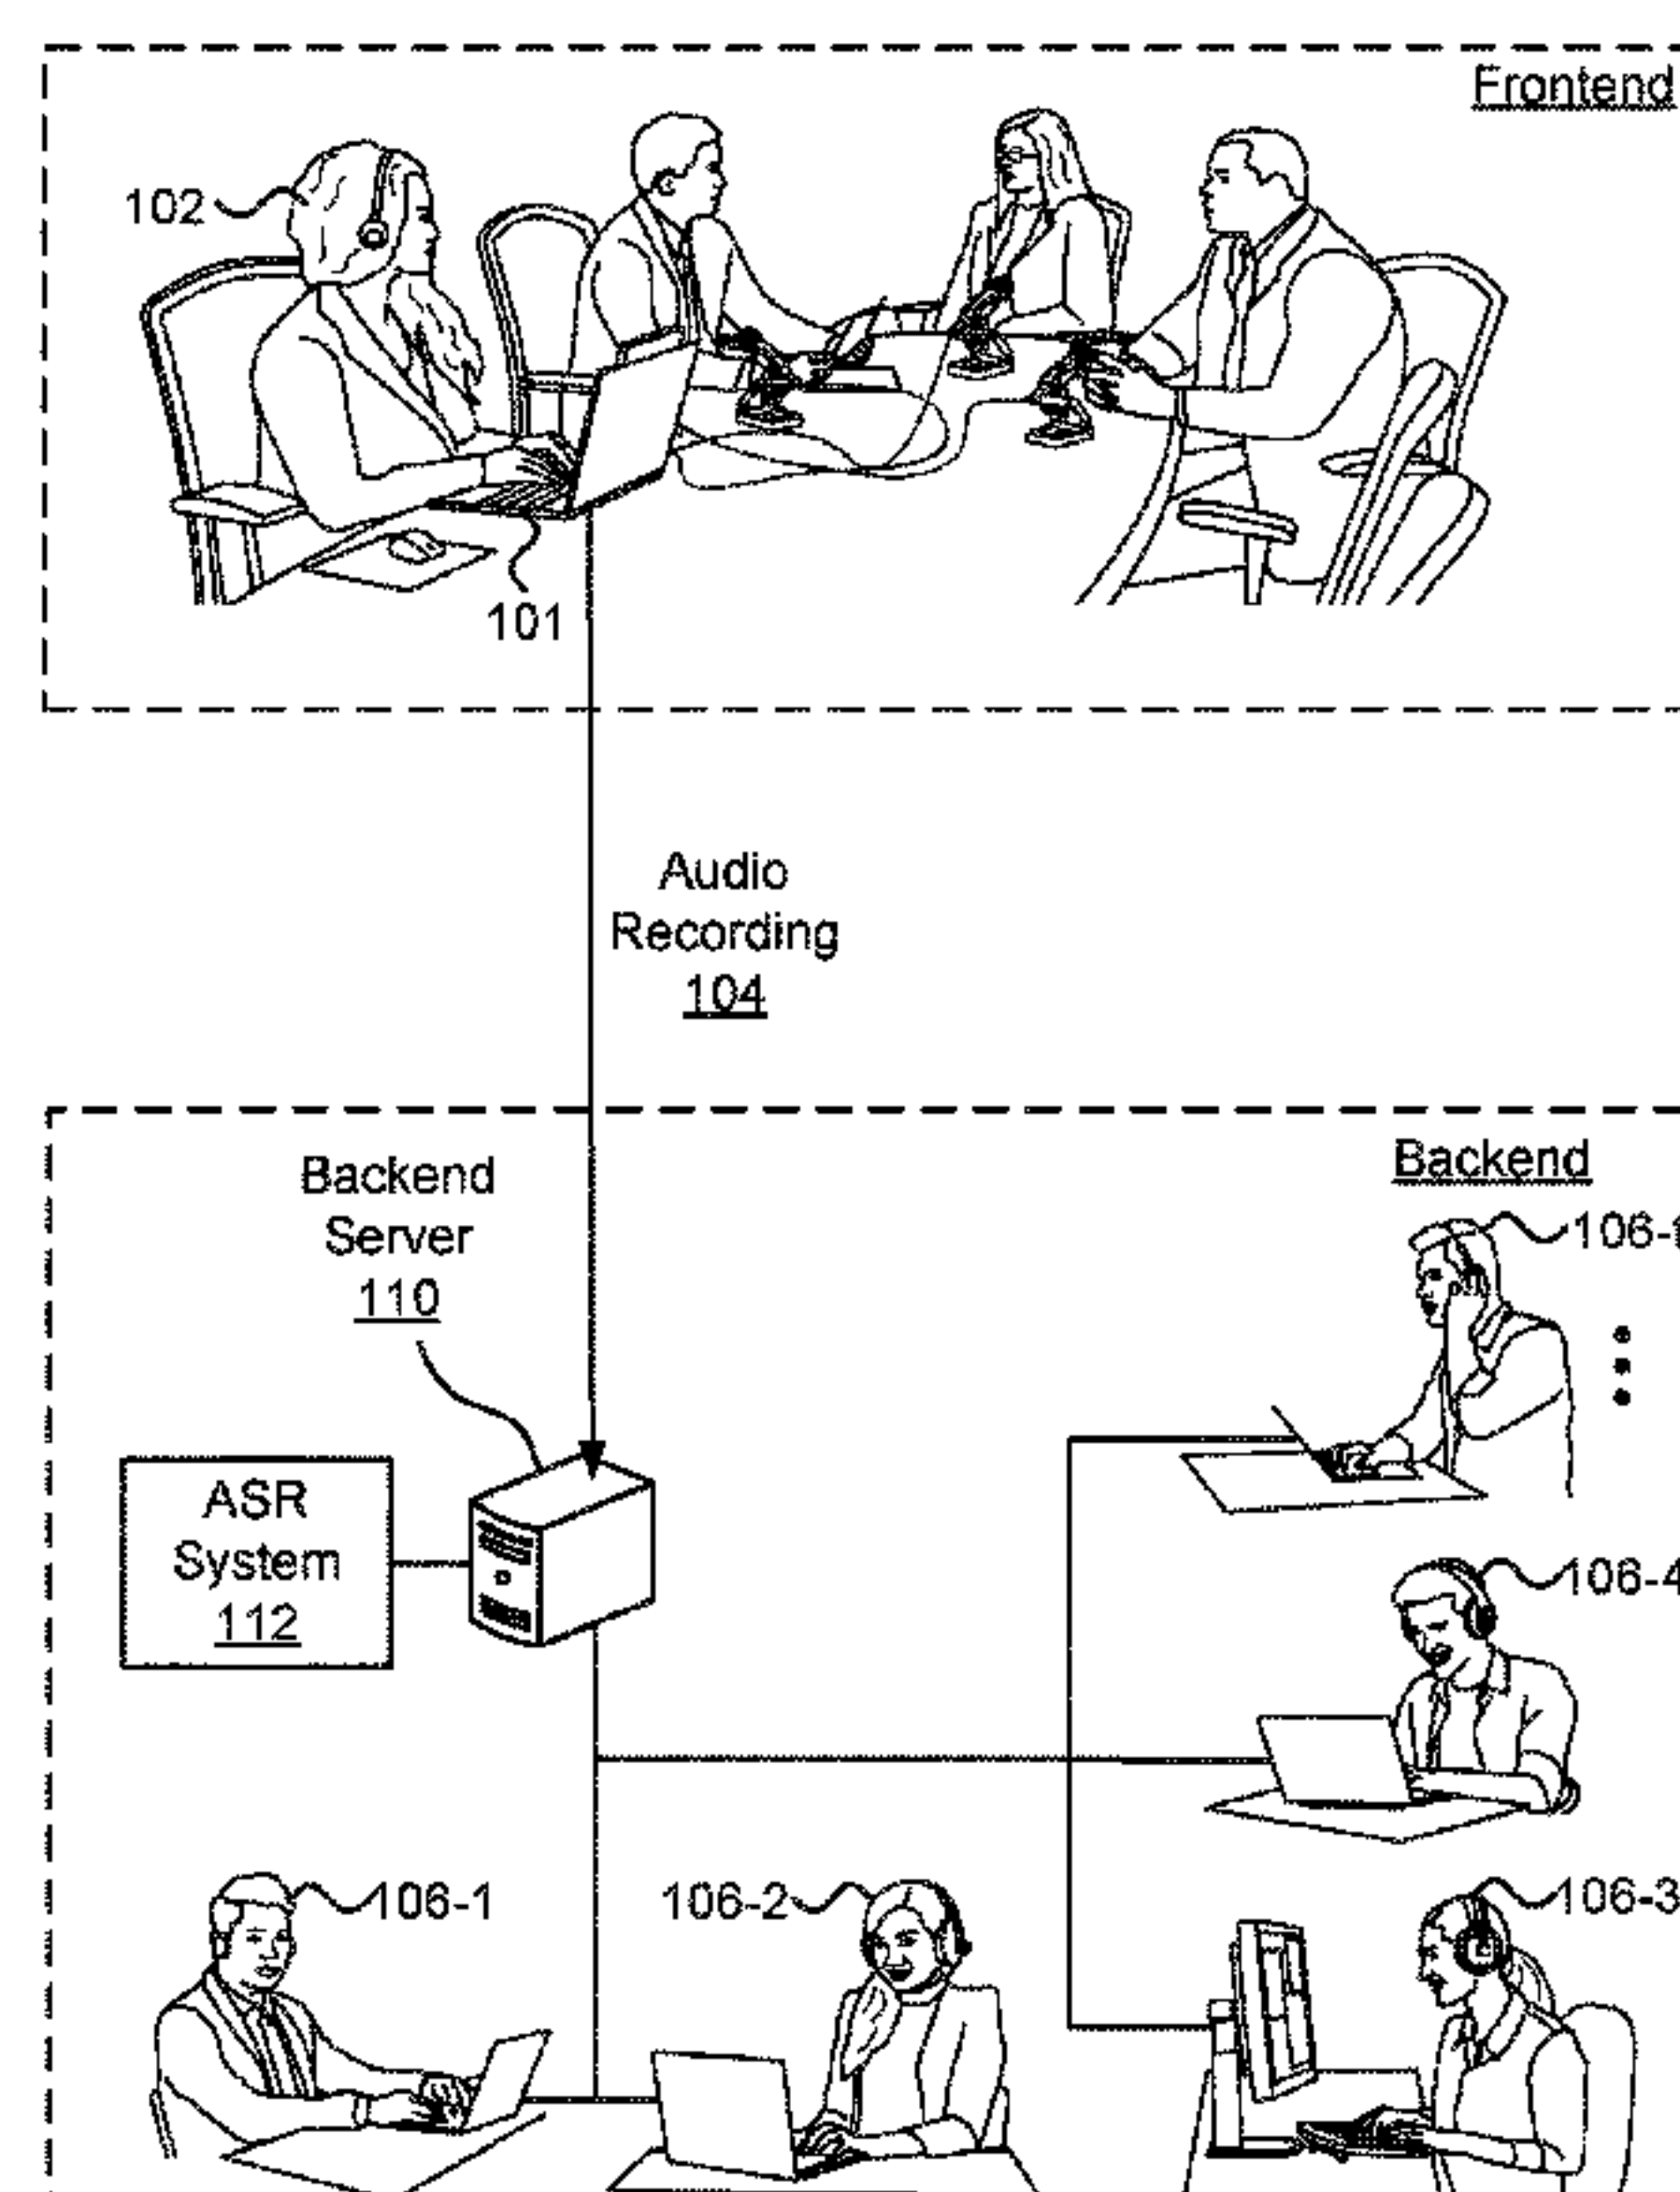 Frontend
102
101
Audio
Recording
104
Backend
Server
110
Backend
ASR
System
112
106-4
106-1
106-2
106-3